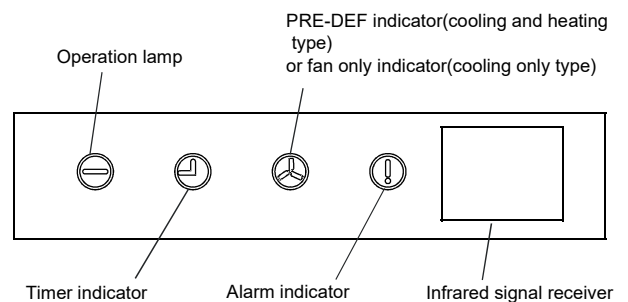 PRE-DEF indicator(cooling and heating
type)
or fan only indicator(cooling only type)
Operation lamp
Timer indicator
Alarm indicator
Infrared signal receiver